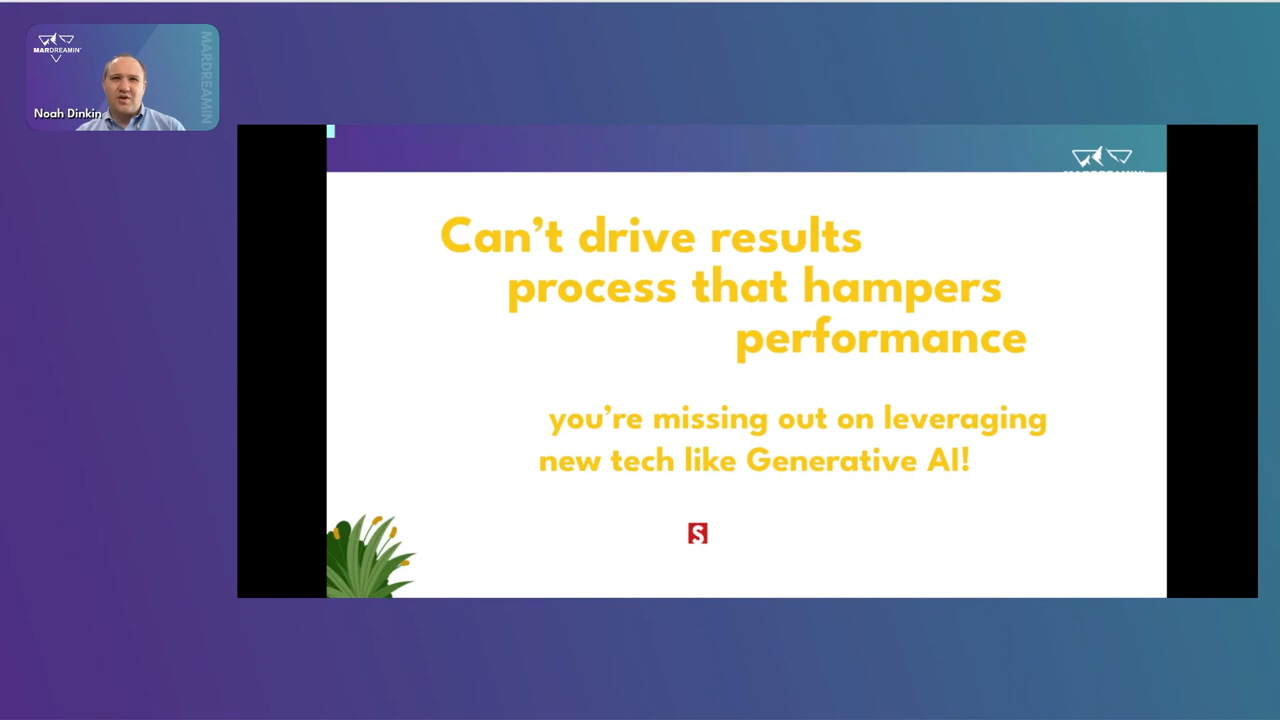 MARDREAMIN'
MARDREAMIN
Noah Dinkin
Can't drive results
process that hampers
performance
you're missing out on leveraging
new tech like Generative AI!
S